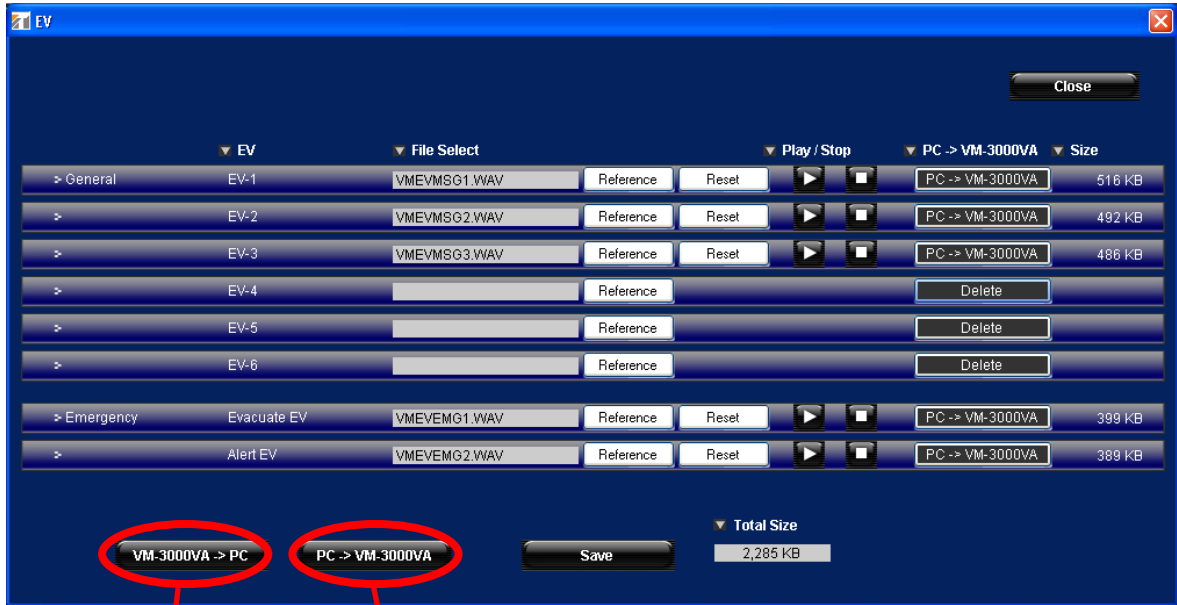 EV
Close
EV File Select Play / Stop PC -> VM-3000VA Size
> General EV-1 VMEVMSG1.WAV Reference Reset PC -> VM-3000VA 516 KB
> EV-2 VMEVMSG2.WAV Reference Reset PC -> VM-3000VA 492 KB
> EV-3 VMEVMSG3.WAV Reference Reset PC -> VM-3000VA 486 KB
> EV-4 Reference Delete
> EV-5 Reference Delete
> EV-6 Reference Delete
> Emergency Evacuate EV VMEVEMG1.WAV Reference Reset PC -> VM-3000VA 399 KB
> Alert EV VMEVEMG2.WAV Reference Reset PC -> VM-3000VA 389 KB
Total Size
VM-3000VA -> PC PC -> VM-3000VA Save 2,285 KB